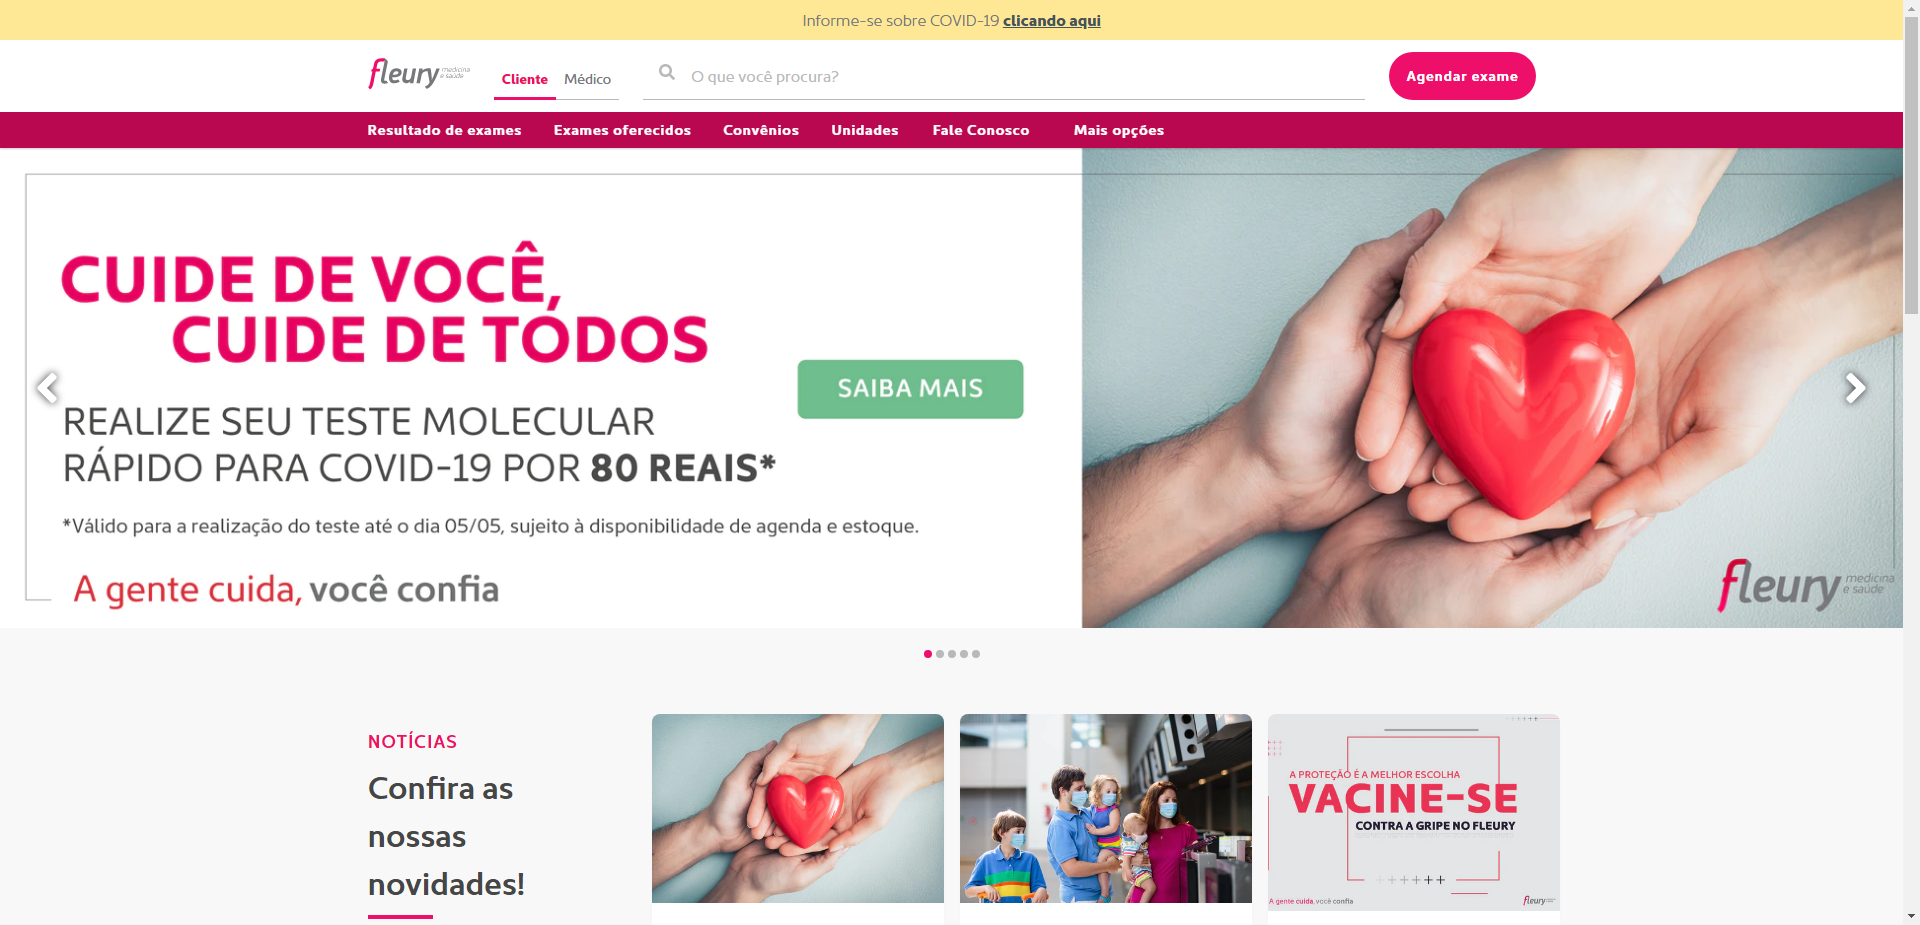 Informe-se sobre COVID-19 clicando aqui
fleury medicina e saúde
Cliente
Médico
O que você procura?
Agendar exame
Resultado de exames
Exames oferecidos
Convênios
Unidades
Fale Conosco
Mais opções
CUIDE DE VOCÊ,
CUIDE DE TODOS
SAIBA MAIS
REALIZE SEU TESTE MOLECULAR
RÁPIDO PARA COVID-19 POR 80 REAIS*
*Válido para a realização do teste até o dia 05/05, sujeito à disponibilidade de agenda e estoque.
A gente cuida, você confia
fleury medicina e saúde
NOTÍCIAS
Confira as
nossas
novidades!
A PROTEÇÃO É A MELHOR ESCOLHA
VACINE-SE
CONTRA A GRIPE NO FLEURY
A gente cuida, você confia
fleury